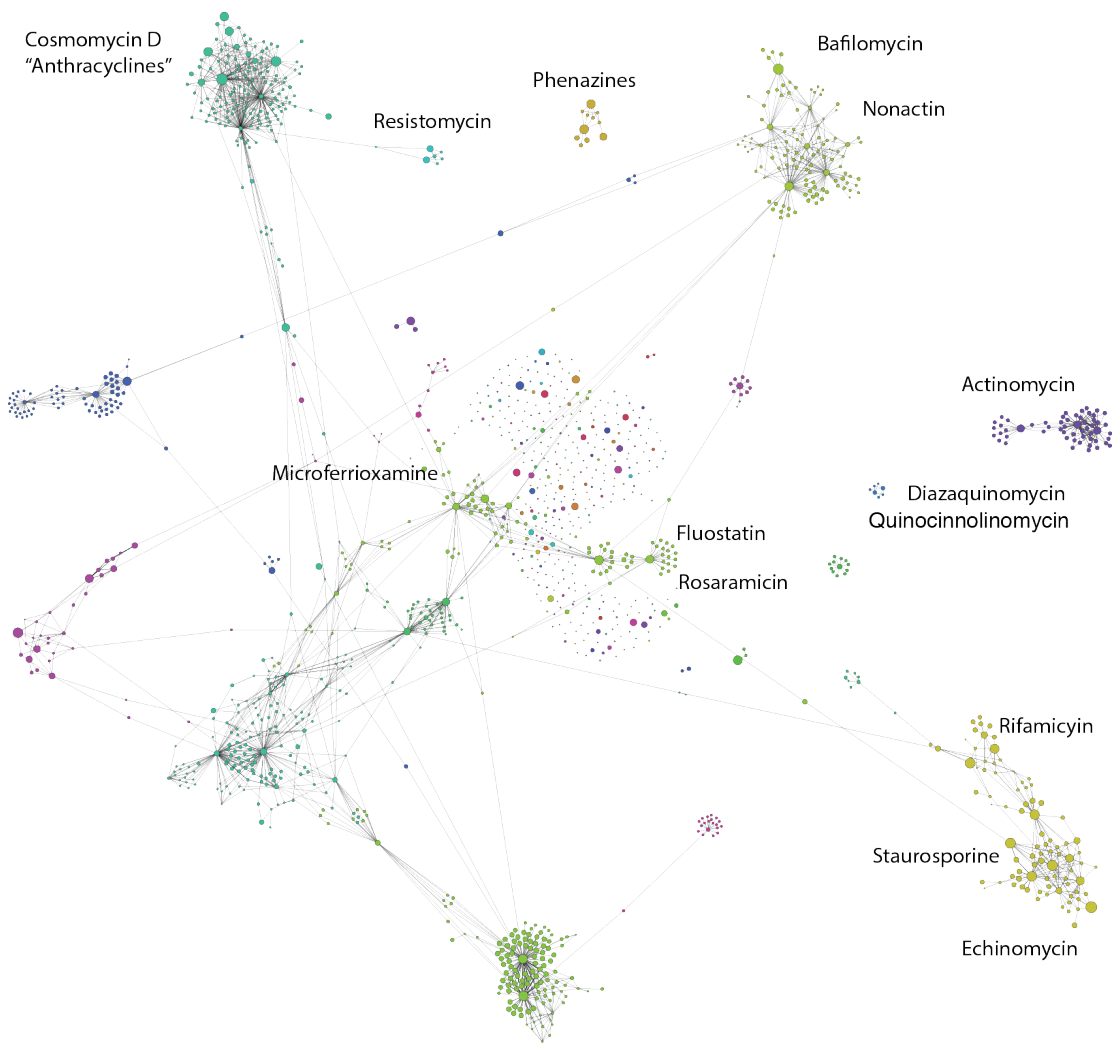 Cosmomycin D
“Anthracyclines”
Bafilomycin
Phenazines
Nonactin
Resistomycin
Actinomycin
Microferrioxamine
Diazaquinomycin
Quinocinnolinomycin
Fluostatin
Rosaramicin
Rifamicyin
Staurosporine
Echinomycin